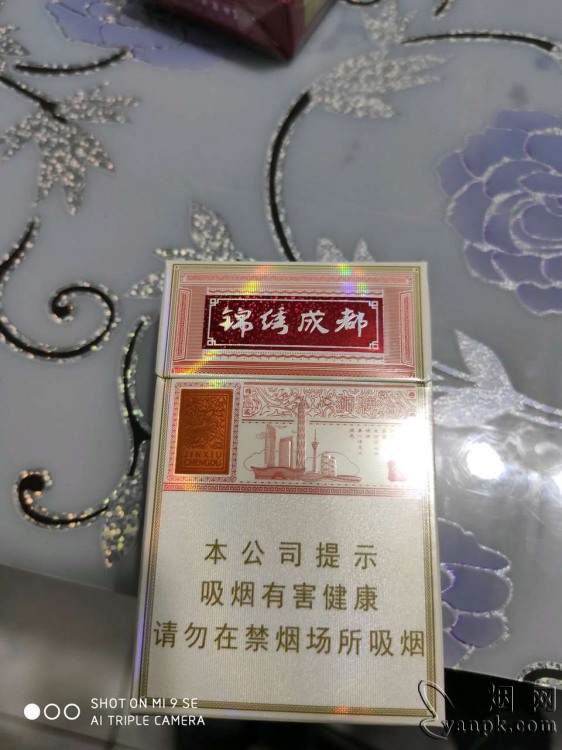 锦绣成都
JINXIU
CHENGDU
本公司提示
吸烟有害健康
请勿在禁烟场所吸烟
SHOT ON MI 9 SE
AI TRIPLE CAMERA
烟网
yanpk.com